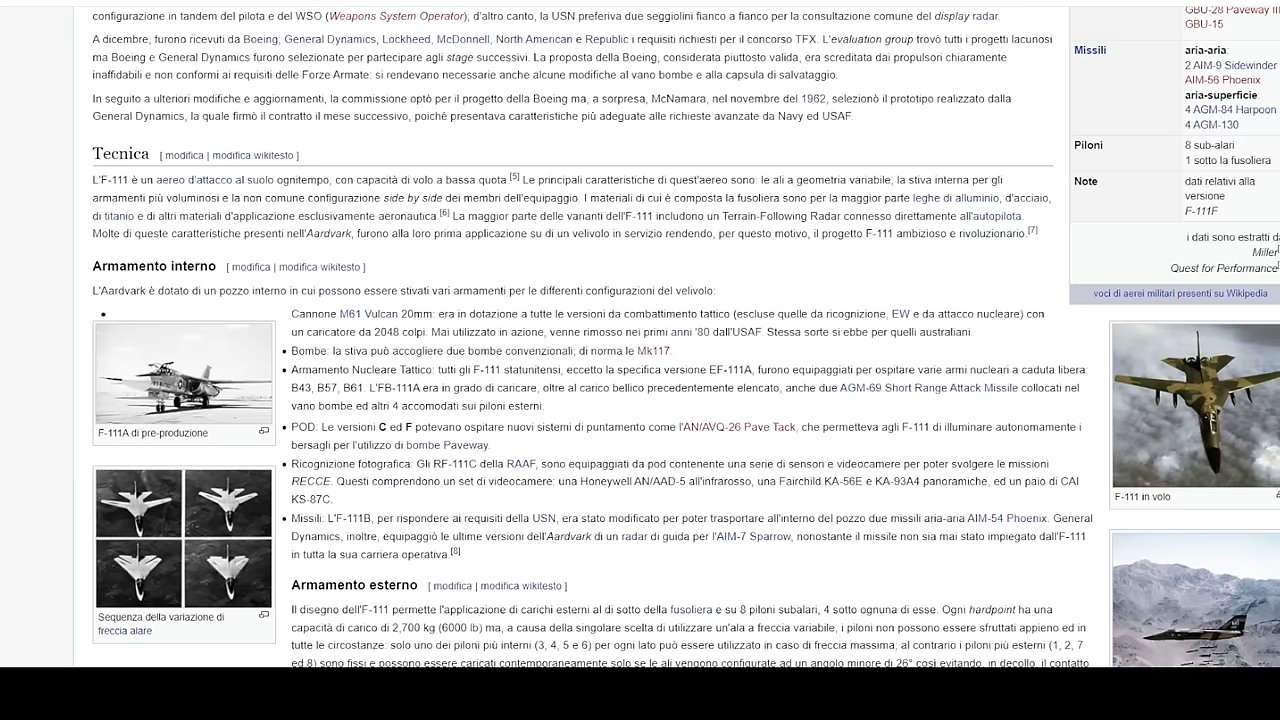 configurazione in tandem del pilota e del WSO (Weapons System Operator); d'altro canto, la USN preferiva due seggiolini fianco a fianco per la consultazione comune del display radar.
A dicembre, furono ricevuti da Boeing, General Dynamics, Lockheed, McDonnell, North American e Republic i requisiti richiesti per il concorso TFX. L'evaluation group trovò tutti i progetti lacunosi
ma Boeing e General Dynamics furono selezionate per partecipare agli stage successivi. La proposta della Boeing, considerata piuttosto valida, era screditata dai propulsori chiaramente
inaffidabili e non conformi ai requisiti delle Forze Armate: si rendevano necessarie anche alcune modifiche al vano bombe e alla capsula di salvataggio.
In seguito a ulteriori modifiche e aggiornamenti, la commissione optò per il progetto della Boeing ma, a sorpresa, McNamara, nel novembre del 1962, selezionò il prototipo realizzato dalla
General Dynamics, la quale firmò il contratto il mese successivo, poiché presentava caratteristiche più adeguate alle richieste avanzate da Navy ed USAF.
Tecnica [ modifica | modifica wikitesto ]
L'F-111 è un aereo d'attacco al suolo ognitempo, con capacità di volo a bassa quota.[5] Le principali caratteristiche di quest'aereo sono: le ali a geometria variabile, la stiva interna per gli
armamenti più voluminosi e la non comune configurazione side by side dei membri dell'equipaggio. I materiali di cui è composta la fusoliera sono per la maggior parte leghe di alluminio, d'acciaio,
di titanio e di altri materiali d'applicazione esclusivamente aeronautica.[6] La maggior parte delle varianti dell'F-111 includono un Terrain-Following Radar connesso direttamente all'autopilota.
Molte di queste caratteristiche presenti nell'Aardvark, furono alla loro prima applicazione su di un velivolo in servizio rendendo, per questo motivo, il progetto F-111 ambizioso e rivoluzionario.[7]
Armamento interno [ modifica | modifica wikitesto ]
L'Aardvark è dotato di un pozzo interno in cui possono essere stivati vari armamenti per le differenti configurazioni del velivolo:
Cannone M61 Vulcan 20mm: era in dotazione a tutte le versioni da combattimento tattico (escluse quelle da ricognizione, EW e da attacco nucleare) con
un caricatore da 2048 colpi. Mai utilizzato in azione, venne rimosso nei primi anni '80 dall'USAF. Stessa sorte si ebbe per quelli australiani.
• Bombe: la stiva può accogliere due bombe convenzionali; di norma le Mk117.
• Armamento Nucleare Tattico: tutti gli F-111 statunitensi, eccetto la specifica versione EF-111A, furono equipaggiati per ospitare varie armi nucleari a caduta libera:
B43, B57, B61. L'FB-111A era in grado di caricare, oltre al carico bellico precedentemente elencato, anche due AGM-69 Short Range Attack Missile collocati nel
vano bombe ed altri 4 accomodati sui piloni esterni.
• POD: Le versioni C ed F potevano ospitare nuovi sistemi di puntamento come l'AN/AVQ-26 Pave Tack, che permetteva agli F-111 di illuminare autonomamente i
bersagli per l'utilizzo di bombe Paveway.
• Ricognizione fotografica: Gli RF-111C della RAAF, sono equipaggiati da pod contenente una serie di sensori e videocamere per poter svolgere le missioni
RECCE. Questi comprendono un set di videocamere: una Honeywell AN/AAD-5 all'infrarosso, una Fairchild KA-56E e KA-93A4 panoramiche, ed un paio di CAI
KS-87C.
• Missili: L'F-111B, per rispondere ai requisiti della USN, era stato modificato per poter trasportare all'interno del pozzo due missili aria-aria AIM-54 Phoenix. General
Dynamics, inoltre, equipaggiò le ultime versioni dell'Aardvark di un radar di guida per l'AIM-7 Sparrow, nonostante il missile non sia mai stato impiegato dall'F-111
in tutta la sua carriera operativa.[8]
Armamento esterno [ modifica | modifica wikitesto ]
Il disegno dell'F-111 permette l'applicazione di carichi esterni al di sotto della fusoliera e su 8 piloni subalari, 4 sotto ognuna di esse. Ogni hardpoint ha una
capacità di carico di 2,700 kg (6000 lb) ma, a causa della singolare scelta di utilizzare un'ala a freccia variabile, i piloni non possono essere sfruttati appieno ed in
tutte le circostanze: solo uno dei piloni più interni (3, 4, 5 e 6) per ogni lato può essere utilizzato in caso di freccia massima; al contrario i piloni più esterni (1, 2, 7
ed 8) sono fissi e possono essere caricati contemporaneamente solo se le ali vengono configurate ad un angolo minore di 26° così evitando, in decollo, il contatto
F-111A di pre-produzione
Sequenza della variazione di
freccia alare
GBU-28 Paveway III
GBU-15
Missili
aria-aria:
2 AIM-9 Sidewinder
AIM-56 Phoenix
aria-superficie:
4 AGM-84 Harpoon
4 AGM-130
Piloni
8 sub-alari
1 sotto la fusoliera
Note
dati relativi alla
versione
F-111F
i dati sono estratti
Miller
Quest for Performance
voci di aerei militari presenti su Wikipedia
F-111 in volo